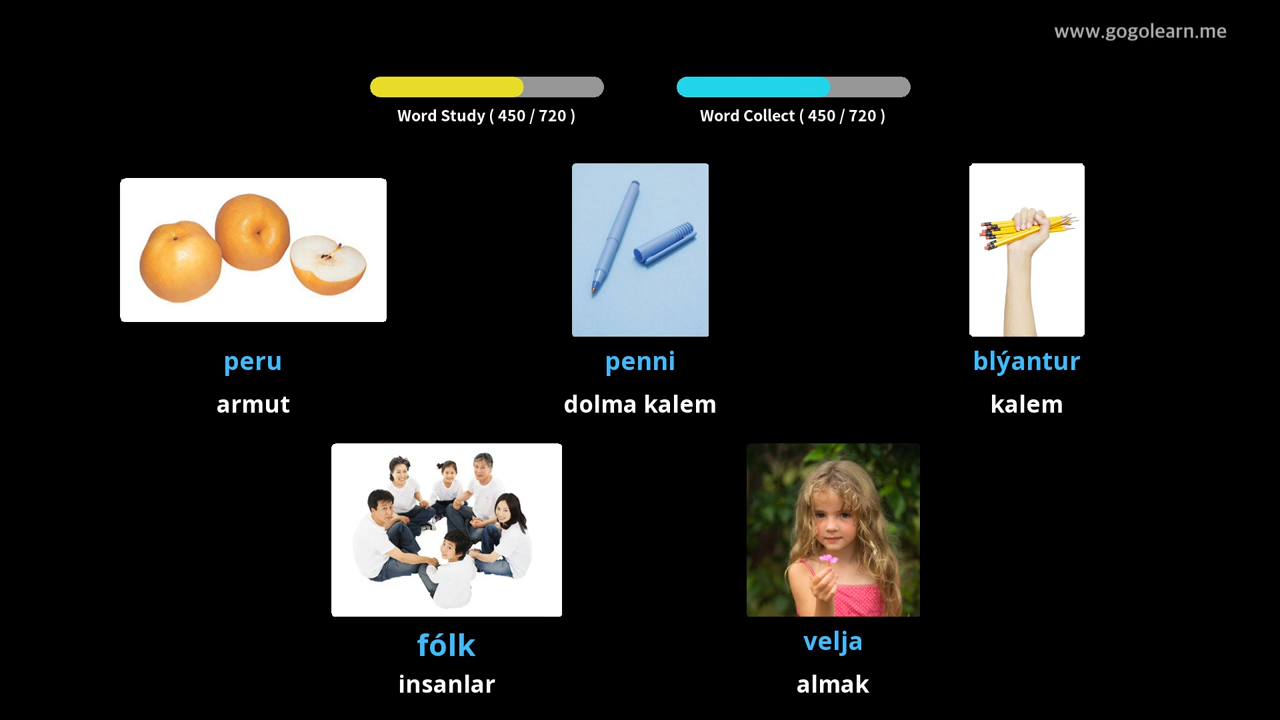 www.gogolearn.me
Word Study ( 450 / 720 )
Word Collect ( 450 / 720 )
peru
penni
blýantur
armut
dolma kalem
kalem
fólk
velja
insanlar
almak